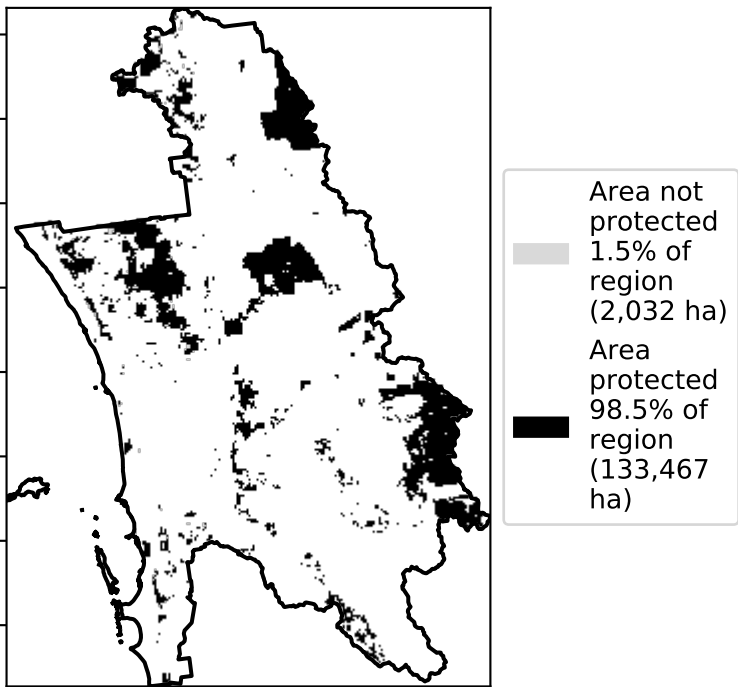 Area not
protected
1.5% of
region
(2,032 ha)
Area
protected
98.5% of
region
(133,467
ha)